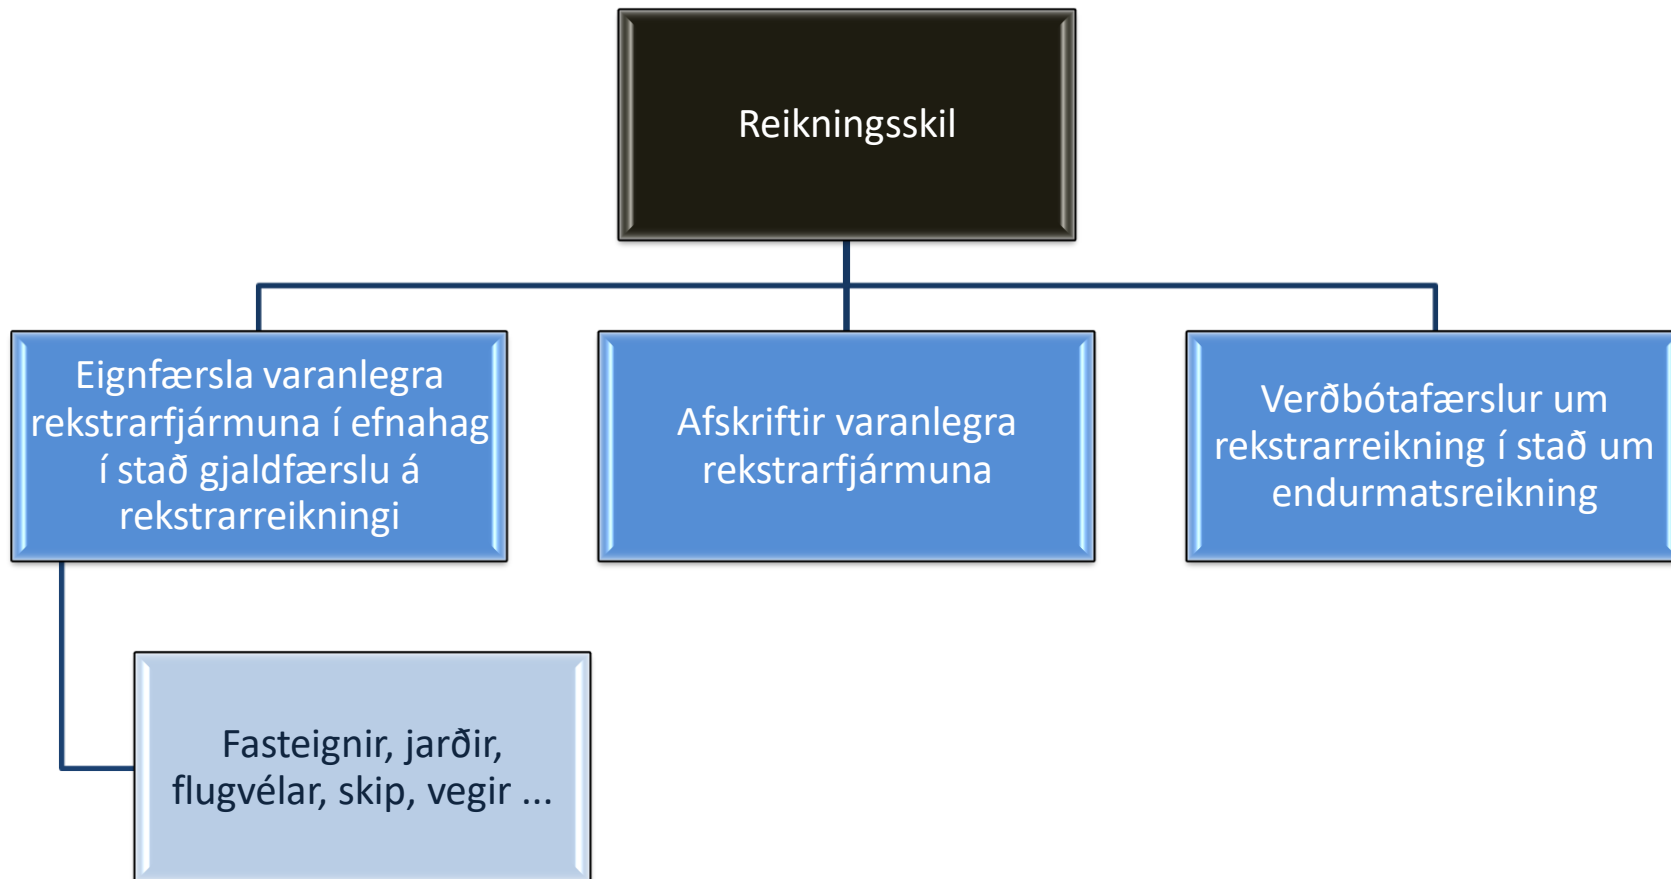 Reikningsskil
Eignfærsla varanlegra
rekstrarfjármuna í efnahag
í stað gjaldfærslu á
rekstrarreikningi
Afskriftir varanlegra
rekstrarfjármuna
Verðbótafærslur um
rekstrarreikning í stað um
endurmatsreikning
Fasteignir, jarðir,
flugvélar, skip, vegir ...